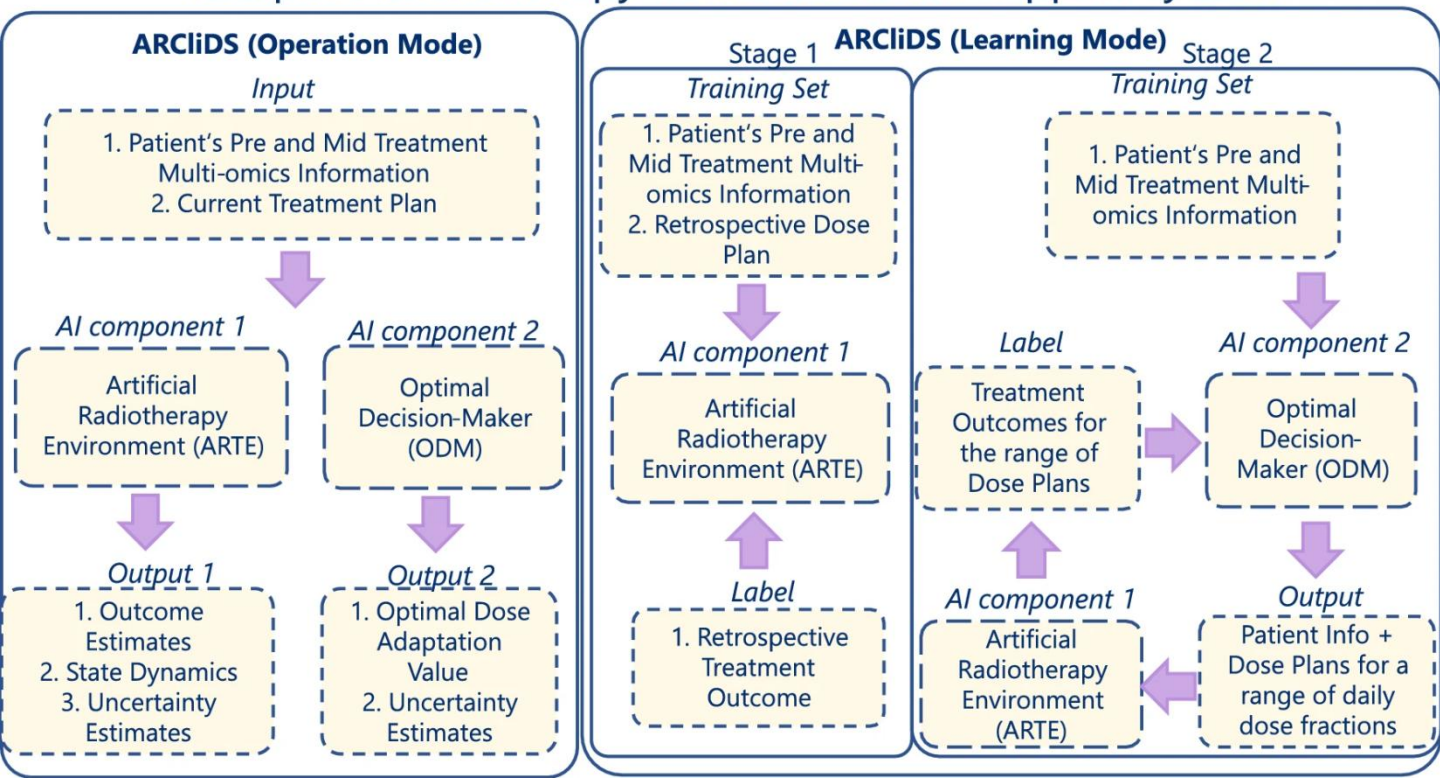 ARCliDS (Operation Mode)
Input
1. Patient's Pre and Mid Treatment
Multi-omics Information
2. Current Treatment Plan
AI component 1
Artificial
Radiotherapy
Environment (ARTE)
AI component 2
Optimal
Decision-Maker
(ODM)
Output 1
1. Outcome
Estimates
2. State Dynamics
3. Uncertainty
Estimates
Output 2
1. Optimal Dose
Adaptation
Value
2. Uncertainty
Estimates
ARCliDS (Learning Mode)
Stage 1
Training Set
1. Patient's Pre and
Mid Treatment Multi-
omics Information
2. Retrospective Dose
Plan
AI component 1
Artificial
Radiotherapy
Environment (ARTE)
Label
1. Retrospective
Treatment
Outcome
Stage 2
Training Set
1. Patient's Pre and
Mid Treatment Multi-
omics Information
Label
Treatment
Outcomes for
the range of
Dose Plans
AI component 2
Optimal
Decision-
Maker (ODM)
AI component 1
Artificial
Radiotherapy
Environment
(ARTE)
Output
Patient Info +
Dose Plans for a
range of daily
dose fractions